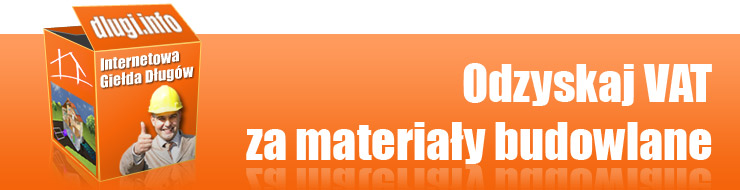 dlugi.info
Internetowa
Giełda Długów
Odzyskaj VAT
za materiały budowlane